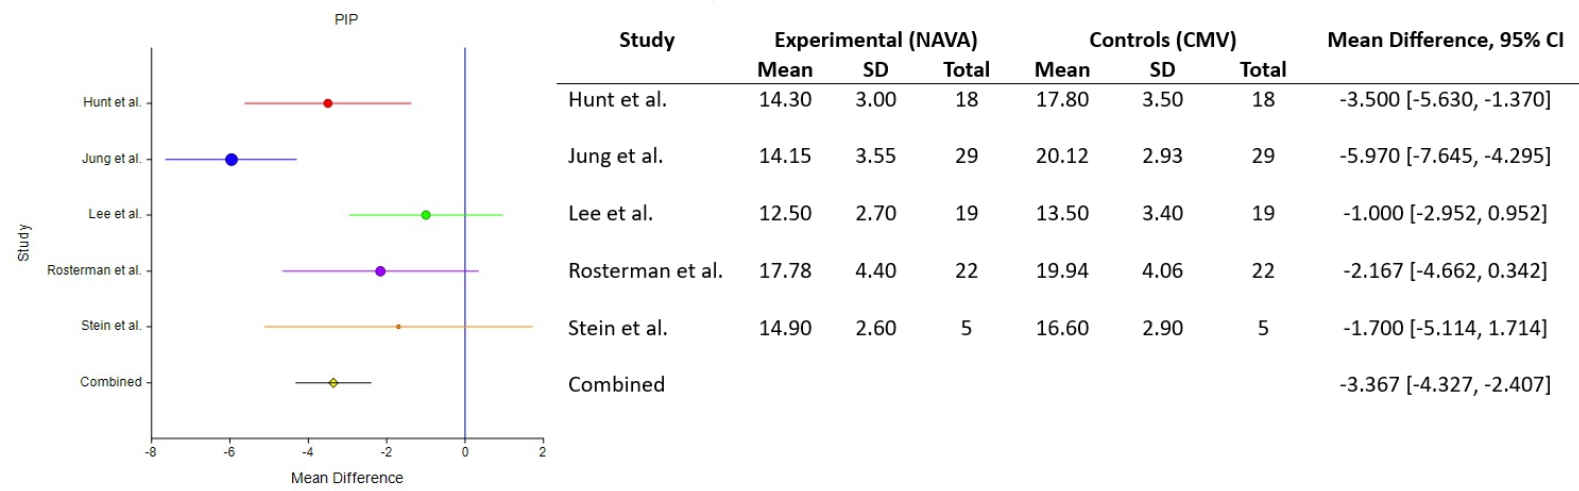 PIP
Study
Hunt et al.
Jung et al.
Lee et al.
Rosterman et al.
Stein et al.
Combined
-8 -6 -4 -2 0 2
Mean Difference
Study Experimental (NAVA) Controls (CMV) Mean Difference, 95% CI
Mean SD Total Mean SD Total
Hunt et al. 14.30 3.00 18 17.80 3.50 18 -3.500 [-5.630, -1.370]
Jung et al. 14.15 3.55 29 20.12 2.93 29 -5.970 [-7.645, -4.295]
Lee et al. 12.50 2.70 19 13.50 3.40 19 -1.000 [-2.952, 0.952]
Rosterman et al. 17.78 4.40 22 19.94 4.06 22 -2.167 [-4.662, 0.342]
Stein et al. 14.90 2.60 5 16.60 2.90 5 -1.700 [-5.114, 1.714]
Combined -3.367 [-4.327, -2.407]